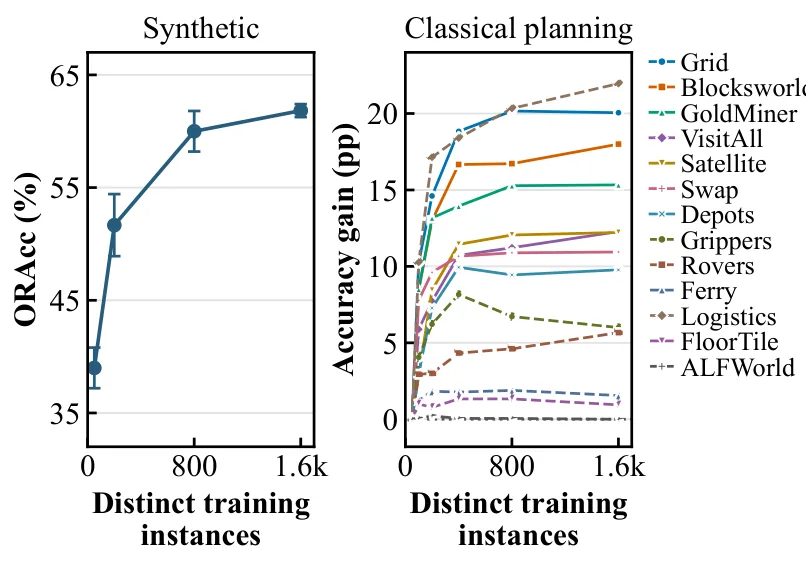 Synthetic
65
55
45
35
ORAcc (%)
0
800
1.6k
Distinct training
instances
Classical planning
20
15
10
5
0
Accuracy gain (pp)
0
800
1.6k
Distinct training
instances
Grid
Blocksworld
GoldMiner
VisitAll
Satellite
Swap
Depots
Grippers
Rovers
Ferry
Logistics
FloorTile
ALFWorld